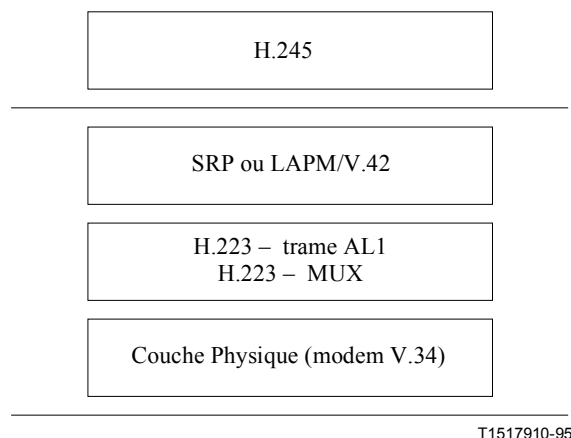 H.245
SRP ou LAPM/V.42
H.223 – trame AL1
H.223 – MUX
Couche Physique (modem V.34)
T1517910-95